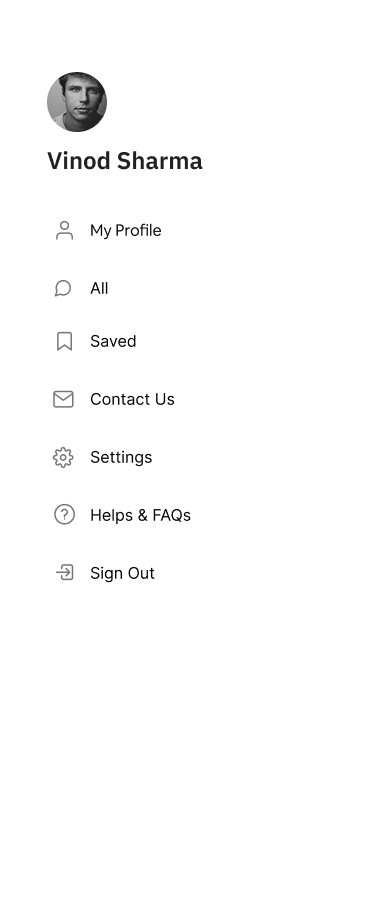 Vinod Sharma
My Profile
All
Saved
Contact Us
Settings
Helps & FAQs
Sign Out